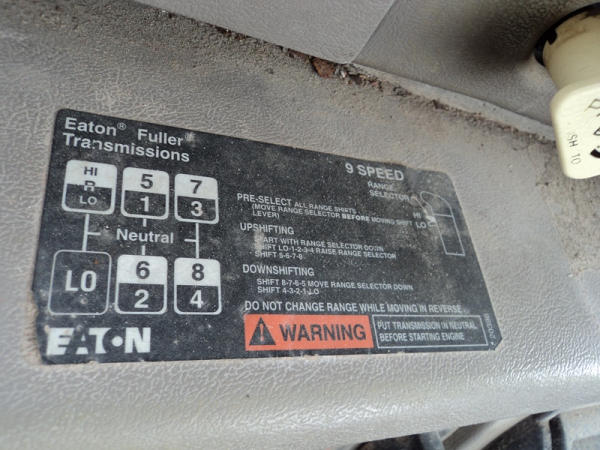 Eaton® Fuller®
Transmissions
9 SPEED
RANGE
SELECTOR
HI
LO
HI
R
LO
5
1
7
3
Neutral
LO
6
2
8
4
PRE-SELECT ALL RANGE SHIFTS
(MOVE RANGE SELECTOR BEFORE MOVING SHIFT
LEVER)
UPSHIFTING
START WITH RANGE SELECTOR DOWN
SHIFT LO-1-2-3-4 RAISE RANGE SELECTOR
SHIFT 5-6-7-8
DOWNSHIFTING
SHIFT 8-7-6-5 MOVE RANGE SELECTOR DOWN
SHIFT 4-3-2-1-LO
DO NOT CHANGE RANGE WHILE MOVING IN REVERSE
WARNING
PUT TRANSMISSION IN NEUTRAL
BEFORE STARTING ENGINE
EATON